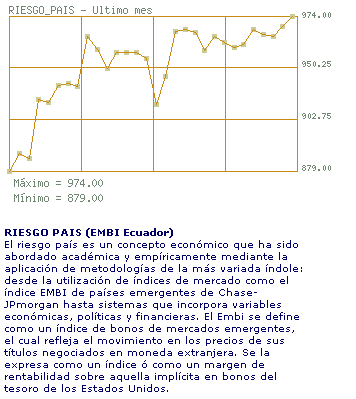 RIESGO_PAIS - Ultimo mes
974.00
950.25
902.75
879.00
Máximo = 974.00
Mínimo = 879.00
RIESGO PAIS (EMBI Ecuador)
El riesgo país es un concepto económico que ha sido
abordado académica y empíricamente mediante la
aplicación de metodologías de la más variada índole:
desde la utilización de índices de mercado como el
índice EMBI de países emergentes de Chase-
JPmorgan hasta sistemas que incorpora variables
económicas, políticas y financieras. El Embi se define
como un índice de bonos de mercados emergentes,
el cual refleja el movimiento en los precios de sus
títulos negociados en moneda extranjera. Se la
expresa como un índice ó como un margen de
rentabilidad sobre aquella implícita en bonos del
tesoro de los Estados Unidos.